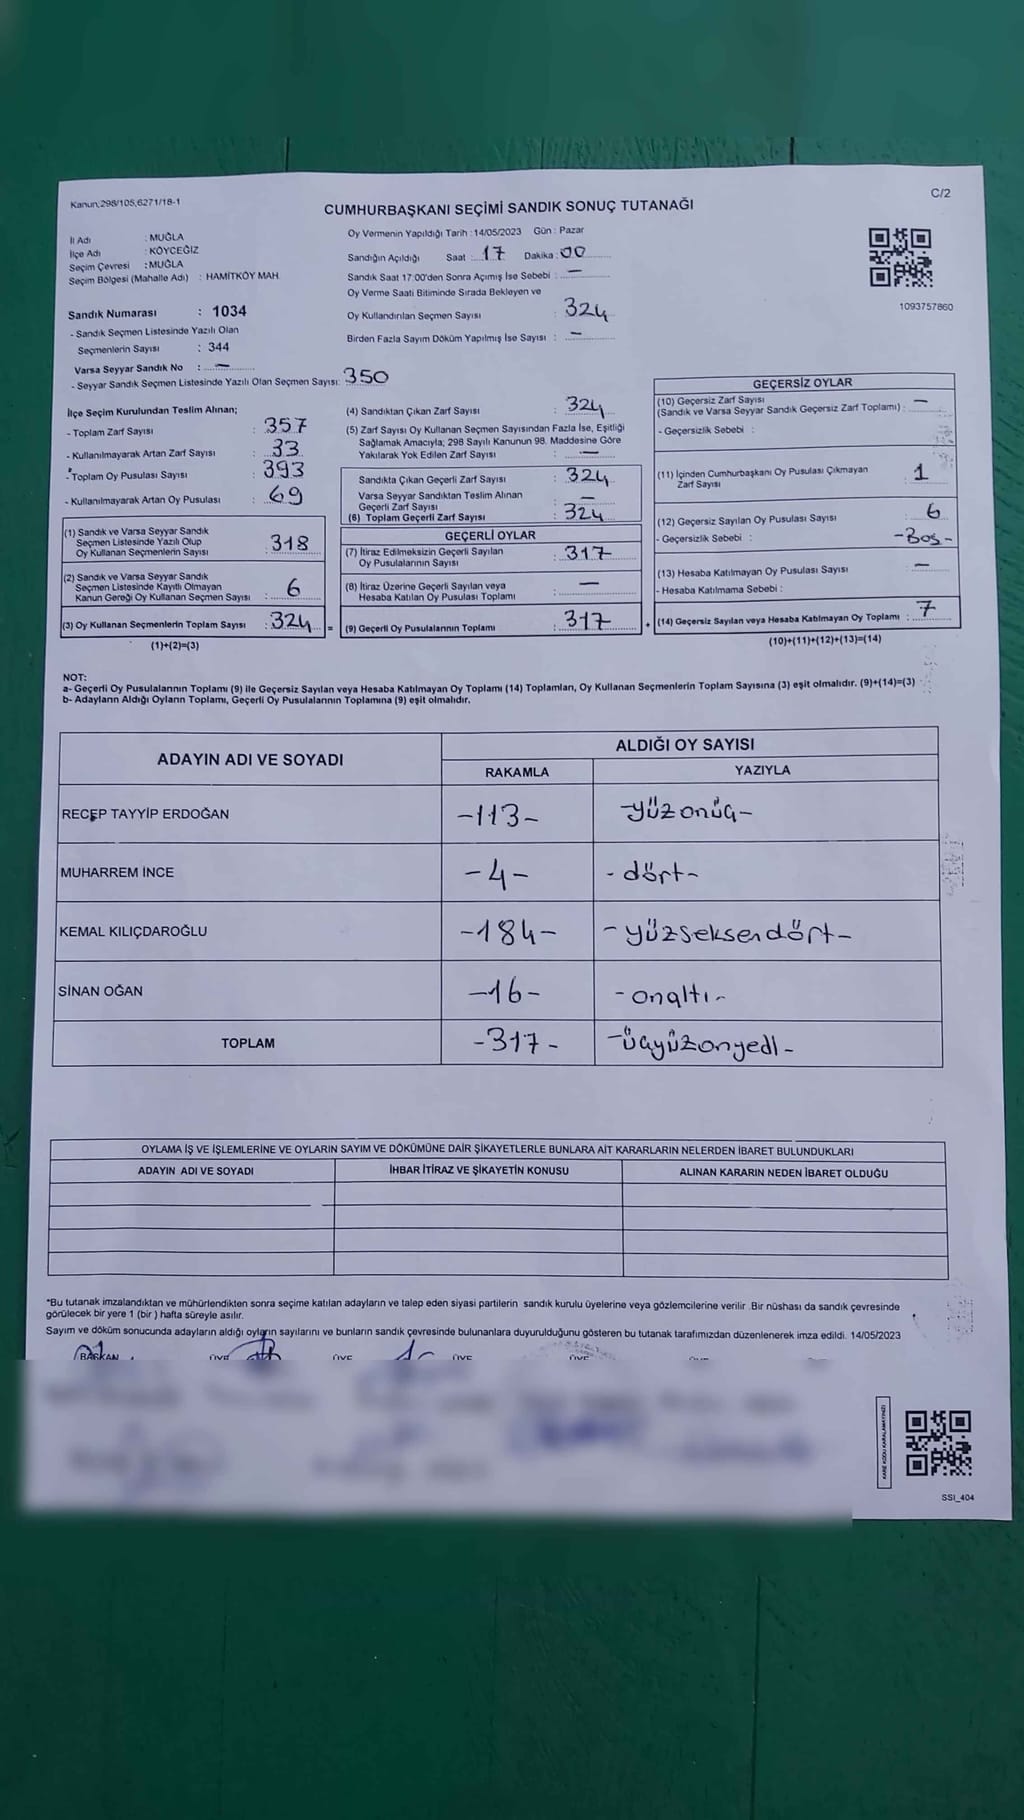 Kanun;298/105,6271/18-1
C/2
CUMHURBAŞKANI SEÇİMİ SANDIK SONUÇ TUTANAĞI
İl Adı : MUĞLA
İlçe Adı : KÖYCEĞİZ
Seçim Çevresi : MUĞLA
Seçim Bölgesi (Mahalle Adı) : HAMİTKÖY MAH.
Sandık Numarası : 1034
- Sandık Seçmen Listesinde Yazılı Olan
Seçmenlerin Sayısı : 344
Varsa Seyyar Sandık No : —
- Seyyar Sandık Seçmen Listesinde Yazılı Olan Seçmen Sayısı: 350
Oy Vermenin Yapıldığı Tarih : 14/05/2023 Gün : Pazar
Sandığın Açıldığı Saat : 17 Dakika : 00
Sandık Saat 17:00'den Sonra Açımış İse Sebebi : —
Oy Verme Saati Bitiminde Sırada Bekleyen ve
Oy Kullandırılan Seçmen Sayısı : 324
Birden Fazla Sayım Döküm Yapılmış İse Sayısı : —
1093757860
İlçe Seçim Kurulundan Teslim Alınan;
- Toplam Zarf Sayısı : 357
- Kullanılmayarak Artan Zarf Sayısı : 33
- Toplam Oy Pusulası Sayısı : 393
- Kullanılmayarak Artan Oy Pusulası : 69
(1) Sandık ve Varsa Seyyar Sandık
Seçmen Listesinde Yazılı Olup
Oy Kullanan Seçmenlerin Sayısı : 318
(2) Sandık ve Varsa Seyyar Sandık
Seçmen Listesinde Kayıtlı Olmayan
Kanun Gereği Oy Kullanan Seçmen Sayısı : 6
(3) Oy Kullanan Seçmenlerin Toplam Sayısı : 324 =
(1)+(2)=(3)
(4) Sandıktan Çıkan Zarf Sayısı : 324
(5) Zarf Sayısı Oy Kullanan Seçmen Sayısından Fazla İse, Eşitliği
Sağlamak Amacıyla; 298 Sayılı Kanunun 98. Maddesine Göre
Yakılarak Yok Edilen Zarf Sayısı : —
Sandıkta Çıkan Geçerli Zarf Sayısı : 324
Varsa Seyyar Sandıktan Teslim Alınan
Geçerli Zarf Sayısı : —
(6) Toplam Geçerli Zarf Sayısı : 324
GEÇERLİ OYLAR
(7) İtiraz Edilmeksizin Geçerli Sayılan
Oy Pusulalarının Sayısı : 317
(8) İtiraz Üzerine Geçerli Sayılan veya
Hesaba Katılan Oy Pusulası Toplamı : —
(9) Geçerli Oy Pusulalarının Toplamı : 317 +
GEÇERSİZ OYLAR
(10) Geçersiz Zarf Sayısı
(Sandık ve Varsa Seyyar Sandık Geçersiz Zarf Toplamı) : —
- Geçersizlik Sebebi :
(11) İçinden Cumhurbaşkanı Oy Pusulası Çıkmayan
Zarf Sayısı : 1
(12) Geçersiz Sayılan Oy Pusulası Sayısı : 6
- Geçersizlik Sebebi : -Boş-
(13) Hesaba Katılmayan Oy Pusulası Sayısı : —
- Hesaba Katılmama Sebebi :
(14) Geçersiz Sayılan veya Hesaba Katılmayan Oy Toplamı : 7
(10)+(11)+(12)+(13)=(14)
NOT:
a- Geçerli Oy Pusulalarının Toplamı (9) ile Geçersiz Sayılan veya Hesaba Katılmayan Oy Toplamı (14) Toplamları, Oy Kullanan Seçmenlerin Toplam Sayısına (3) eşit olmalıdır. (9)+(14)=(3)
b- Adayların Aldığı Oyların Toplamı, Geçerli Oy Pusulalarının Toplamına (9) eşit olmalıdır.
ADAYIN ADI VE SOYADI
ALDIĞI OY SAYISI
RAKAMLA YAZIYLA
RECEP TAYYİP ERDOĞAN -113- -yüzonüç-
MUHARREM İNCE -4- -dört-
KEMAL KILIÇDAROĞLU -184- -yüzseksendört-
SİNAN OĞAN -16- -onaltı-
TOPLAM -317- -üçyüzonyedi-
OYLAMA İŞ VE İŞLEMLERİNE VE OYLARIN SAYIM VE DÖKÜMÜNE DAİR ŞİKAYETLERLE BUNLARA AİT KARARLARIN NELERDEN İBARET BULUNDUKLARI
ADAYIN ADI VE SOYADI İHBAR İTİRAZ VE ŞİKAYETİN KONUSU ALINAN KARARIN NEDEN İBARET OLDUĞU
*Bu tutanak imzalandıktan ve mühürlendikten sonra seçime katılan adayların ve talep eden siyasi partilerin sandık kurulu üyelerine veya gözlemcilerine verilir .Bir nüshası da sandık çevresinde
görülecek bir yere 1 (bir ) hafta süreyle asılır.
Sayım ve döküm sonucunda adayların aldığı oyların sayılarını ve bunların sandık çevresinde bulunanlara duyurulduğunu gösteren bu tutanak tarafımızdan düzenlenerek imza edildi. 14/05/2023
BAŞKAN ÜYE ÜYE ÜYE ÜYE
KARE KODU KARALAMAYINIZ!
SSI_404